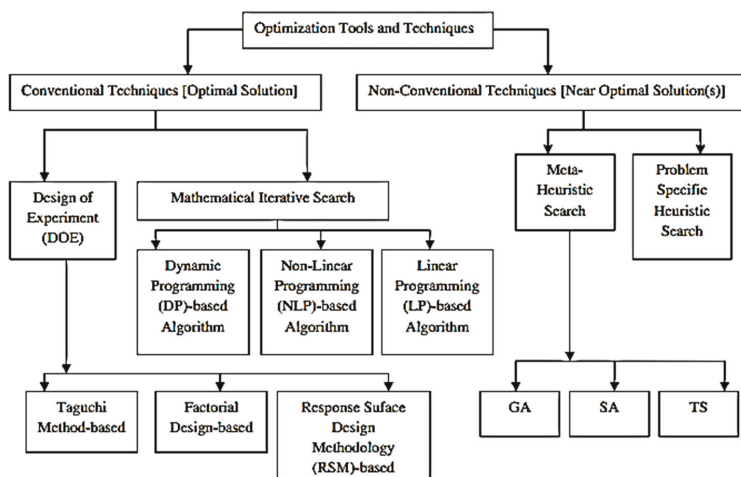 Optimization Tools and Techniques
Conventional Techniques [Optimal Solution]
Non-Conventional Techniques [Near Optimal Solution(s)]
Design of
Experiment
(DOE)
Mathematical Iterative Search
Meta-
Heuristic
Search
Problem
Specific
Heuristic
Search
Dynamic
Programming
(DP)-based
Algorithm
Non-Linear
Programming
(NLP)-based
Algorithm
Linear
Programming
(LP)-based
Algorithm
Taguchi
Method-based
Factorial
Design-based
Response Suface
Design
Methodology
(RSM)-based
GA
SA
TS